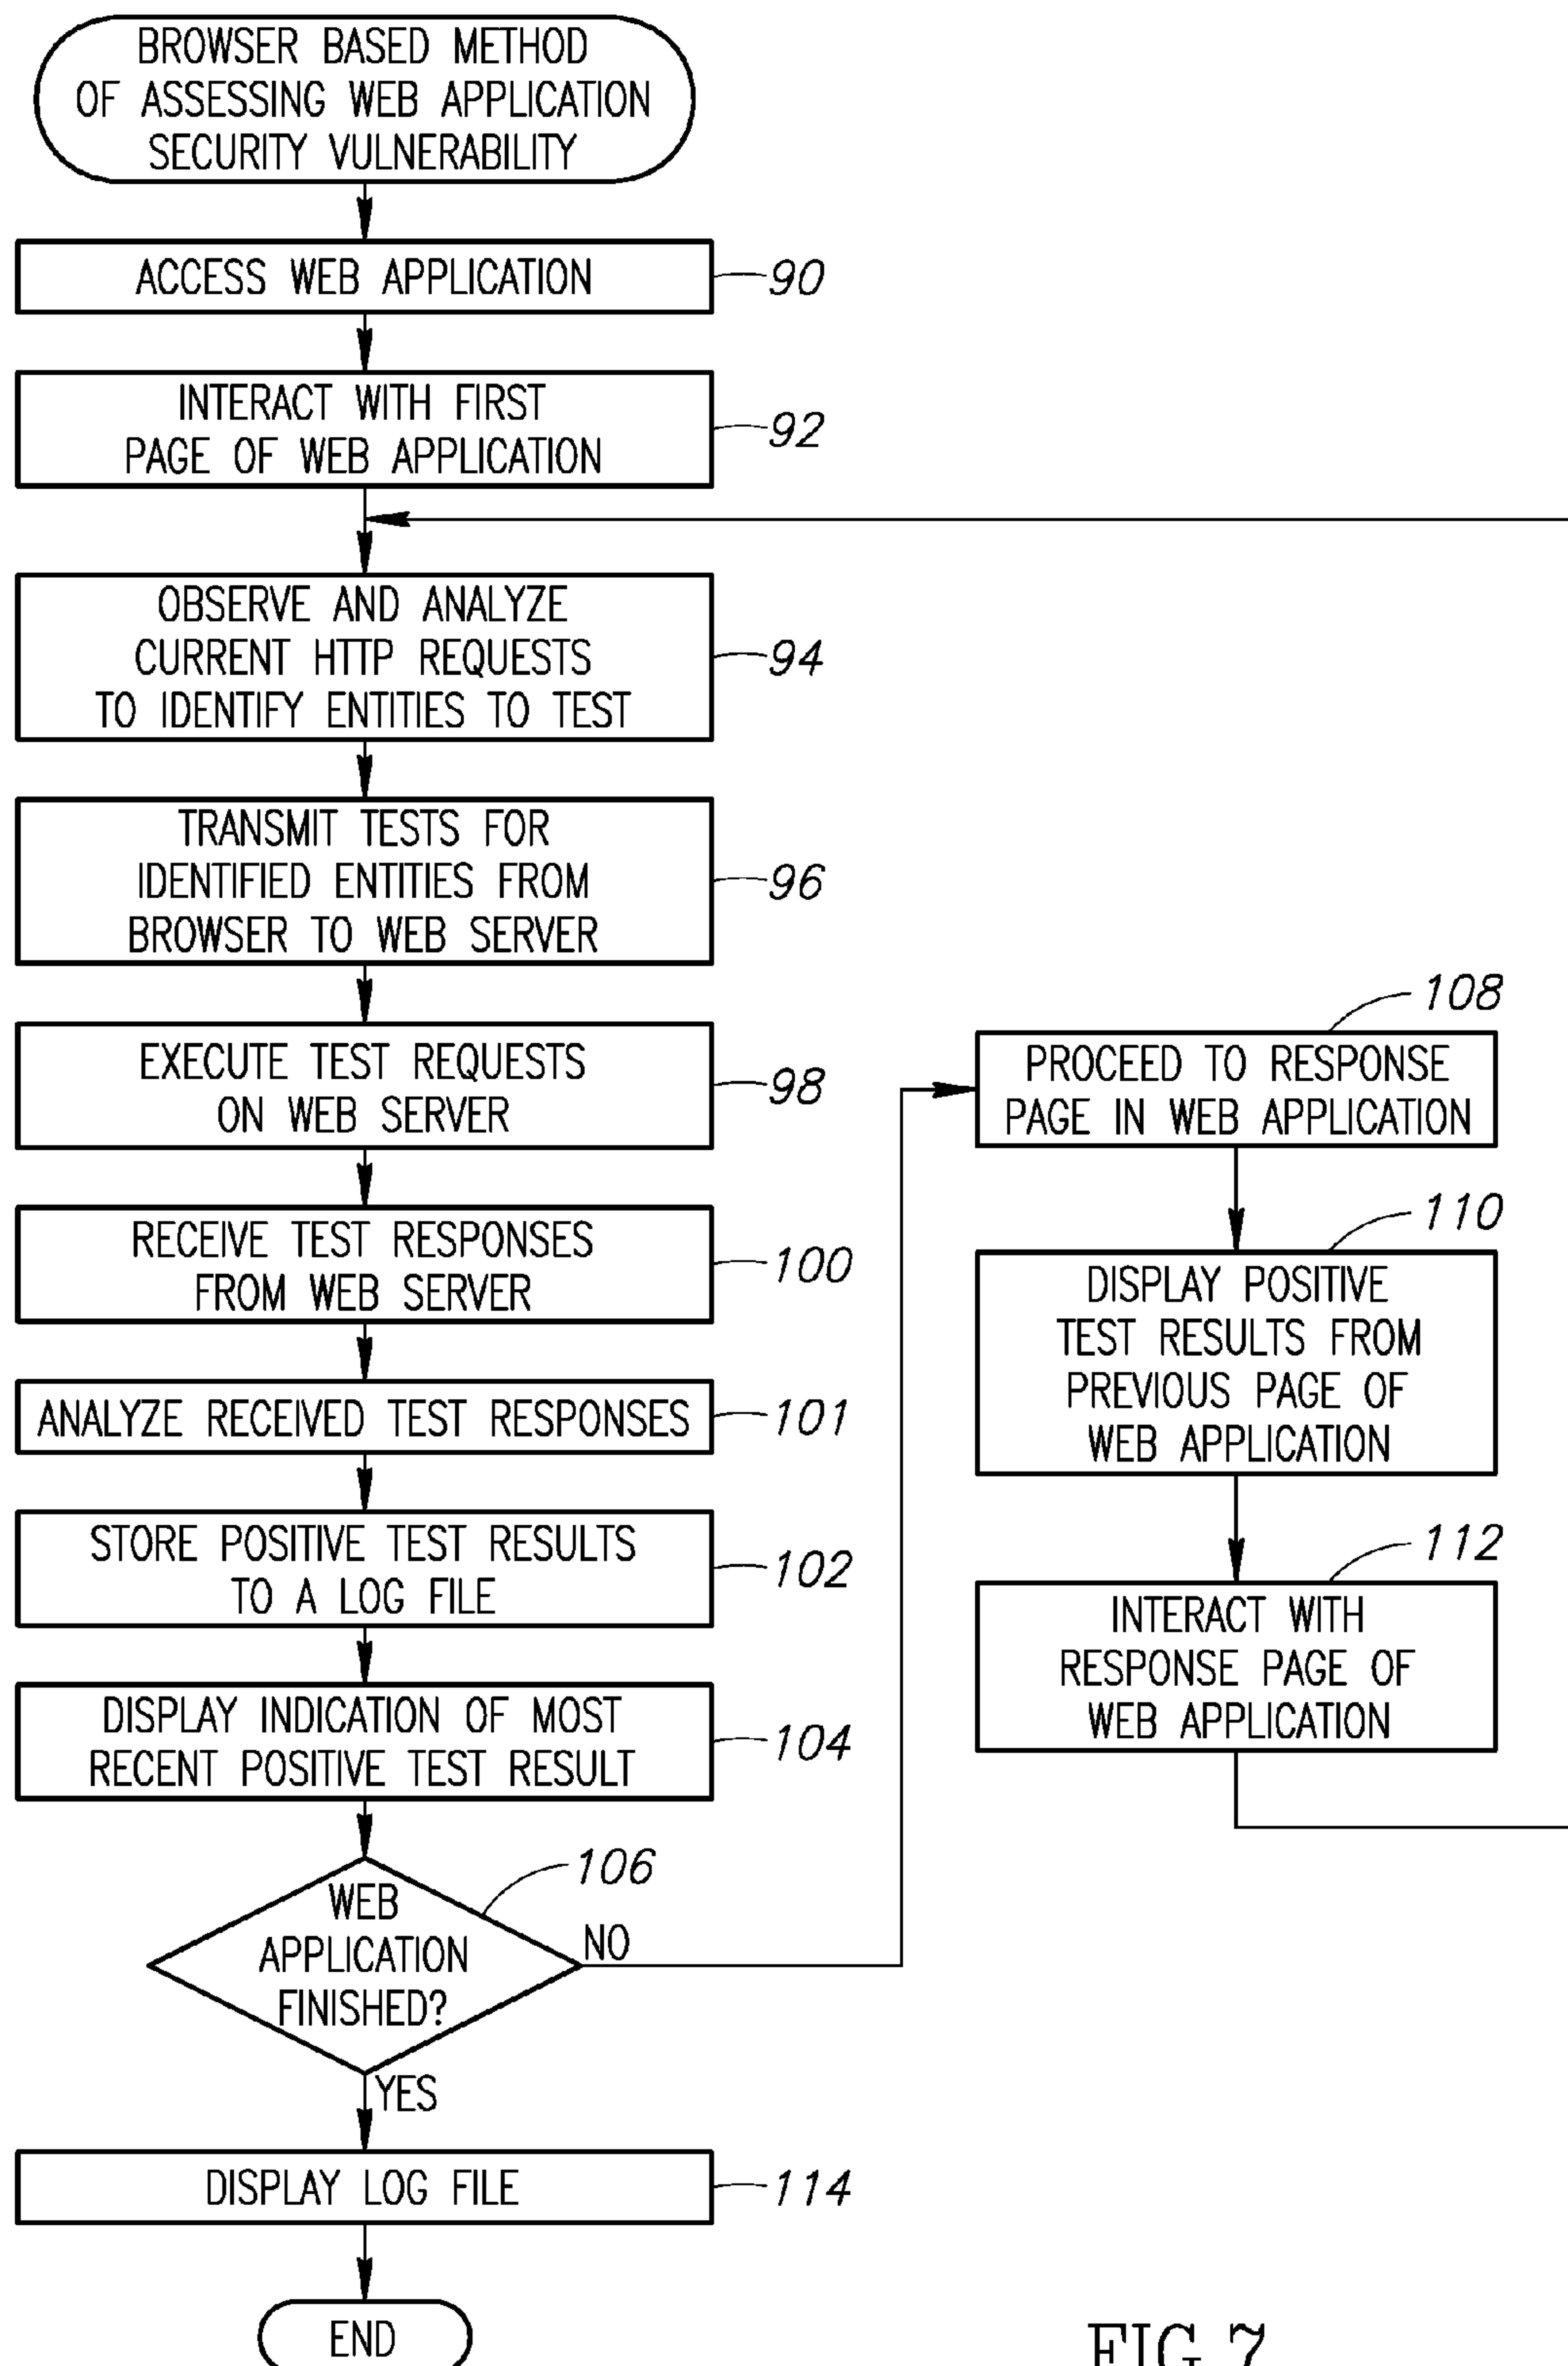 BROWSER BASED METHOD
OF ASSESSING WEB APPLICATION
SECURITY VULNERABILITY
ACCESS WEB APPLICATION
90
INTERACT WITH FIRST
PAGE OF WEB APPLICATION
92
OBSERVE AND ANALYZE
CURRENT HTTP REQUESTS
TO IDENTIFY ENTITIES TO TEST
94
TRANSMIT TESTS FOR
IDENTIFIED ENTITIES FROM
BROWSER TO WEB SERVER
96
EXECUTE TEST REQUESTS
ON WEB SERVER
98
RECEIVE TEST RESPONSES
FROM WEB SERVER
100
ANALYZE RECEIVED TEST RESPONSES
101
STORE POSITIVE TEST RESULTS
TO A LOG FILE
102
DISPLAY INDICATION OF MOST
RECENT POSITIVE TEST RESULT
104
WEB
APPLICATION
FINISHED?
106
NO
YES
108
PROCEED TO RESPONSE
PAGE IN WEB APPLICATION
110
DISPLAY POSITIVE
TEST RESULTS FROM
PREVIOUS PAGE OF
WEB APPLICATION
112
INTERACT WITH
RESPONSE PAGE OF
WEB APPLICATION
DISPLAY LOG FILE
114
END
FIG.7